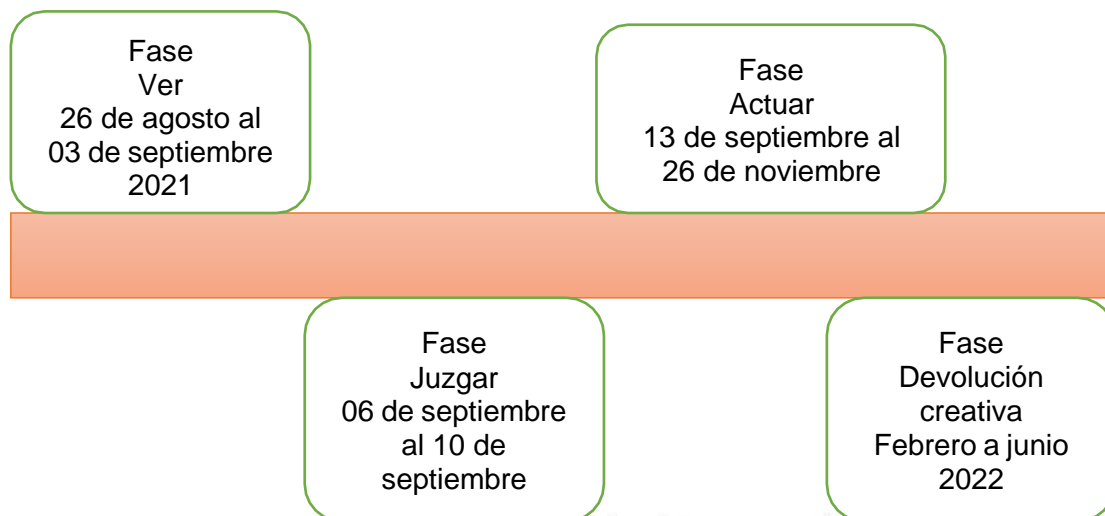 Fase
Ver
26 de agosto al
03 de septiembre
2021
Fase
Juzgar
06 de septiembre
al 10 de
septiembre
Fase
Actuar
13 de septiembre al
26 de noviembre
Fase
Devolución
creativa
Febrero a junio
2022